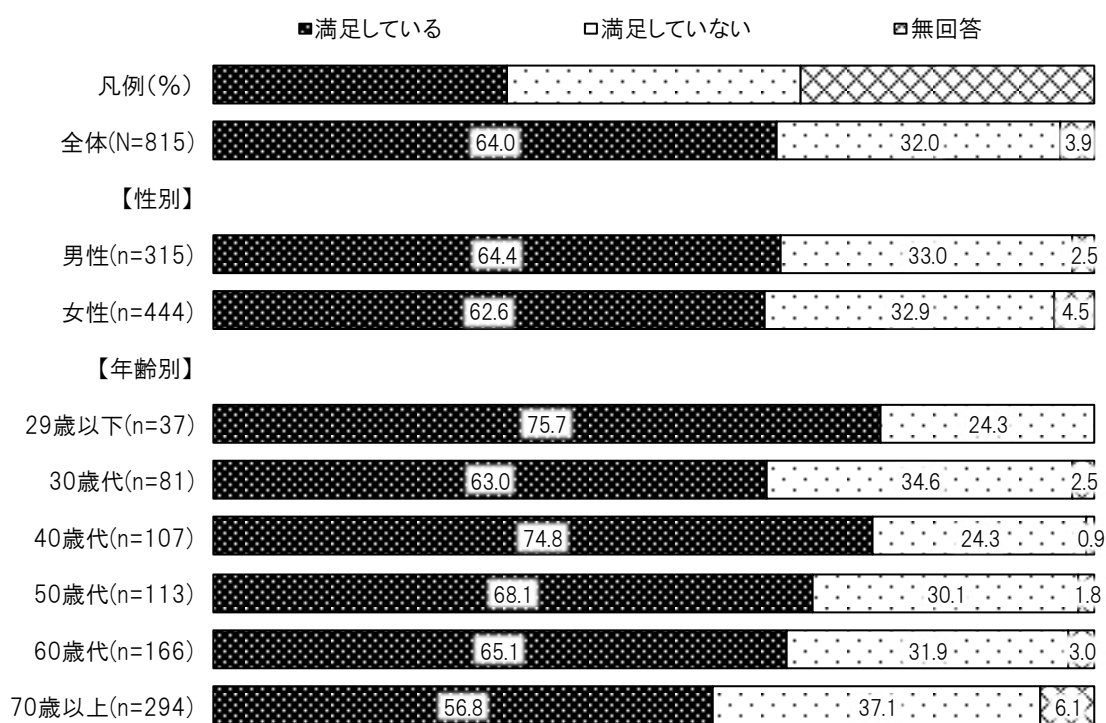 満足している 満足していない 無回答
凡例(%)
全体(N=815) 64.0 32.0 3.9
【性別】
男性(n=315) 64.4 33.0 2.5
女性(n=444) 62.6 32.9 4.5
【年齢別】
29歳以下(n=37) 75.7 24.3
30歳代(n=81) 63.0 34.6 2.5
40歳代(n=107) 74.8 24.3 0.9
50歳代(n=113) 68.1 30.1 1.8
60歳代(n=166) 65.1 31.9 3.0
70歳以上(n=294) 56.8 37.1 6.1